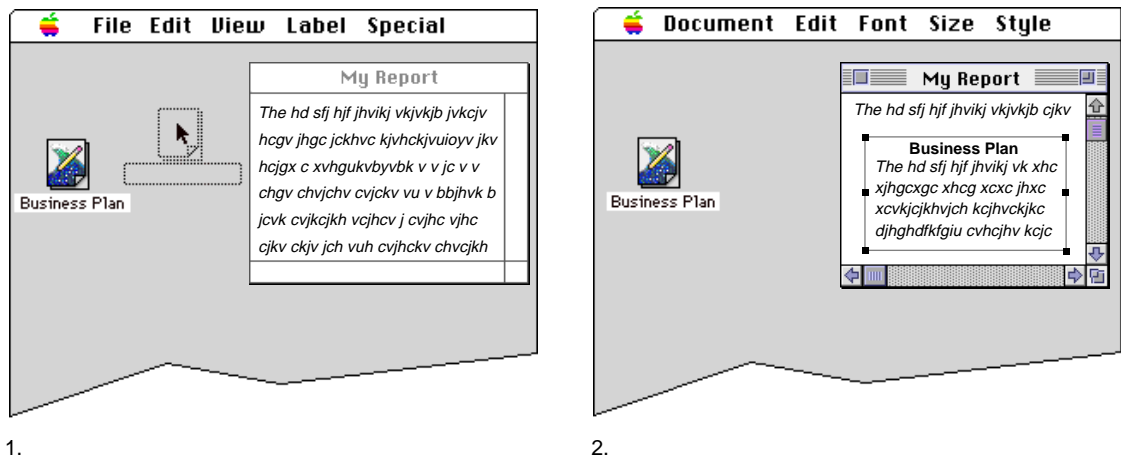 File Edit View Label Special
My Report
The hd sfj hjf jhvikj vkjvkjb jvkcjv
hcgv jhgc jckhvc kjvhckjvuioyv jkv
hcjgx c xvhgukvbyvbk v v jc v v
chgv chvjchv cvjckv vu v bbjhvk b
jcvk cvjkcjkh vcjhcv j cvjhc vjhc
cjkv ckjv jch vuh cvjhckv chvcjkh
Business Plan
1.
Document Edit Font Size Style
My Report
The hd sfj hjf jhvikj vkjvkjb cjkv
Business Plan
The hd sfj hjf jhvikj vk xhc
xjhgcxgc xhcg xcxc jhxc
xcvkjcjkhvjch kcjhvckjkc
djhghdfkfgiu cvhcjhv kcjc
Business Plan
2.